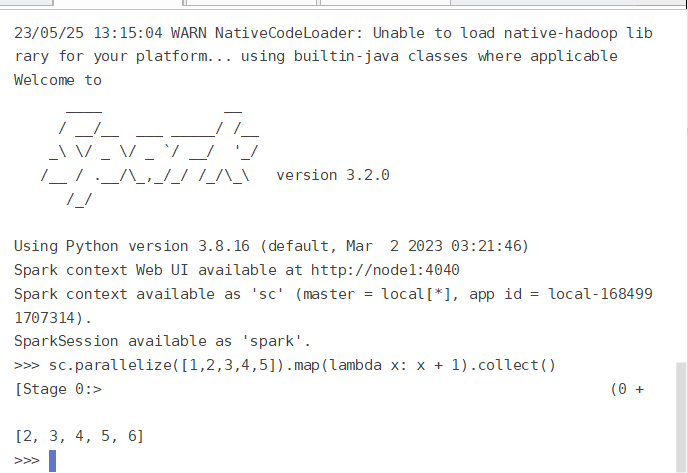 23/05/25 13:15:04 WARN NativeCodeLoader: Unable to load native-hadoop lib
rary for your platform... using builtin-java classes where applicable
Welcome to
      ____              __
     / __/__  ___ _____/ /__
    _\ \/ _ \/ _ `/ __/  '_/
   /__ / .__/\_,_/_/ /_/\_\   version 3.2.0
      /_/

Using Python version 3.8.16 (default, Mar  2 2023 03:21:46)
Spark context Web UI available at http://node1:4040
Spark context available as 'sc' (master = local[*], app id = local-168499
1707314).
SparkSession available as 'spark'.
>>> sc.parallelize([1,2,3,4,5]).map(lambda x: x + 1).collect()
[Stage 0:>                                                          (0 +

[2, 3, 4, 5, 6]
>>>